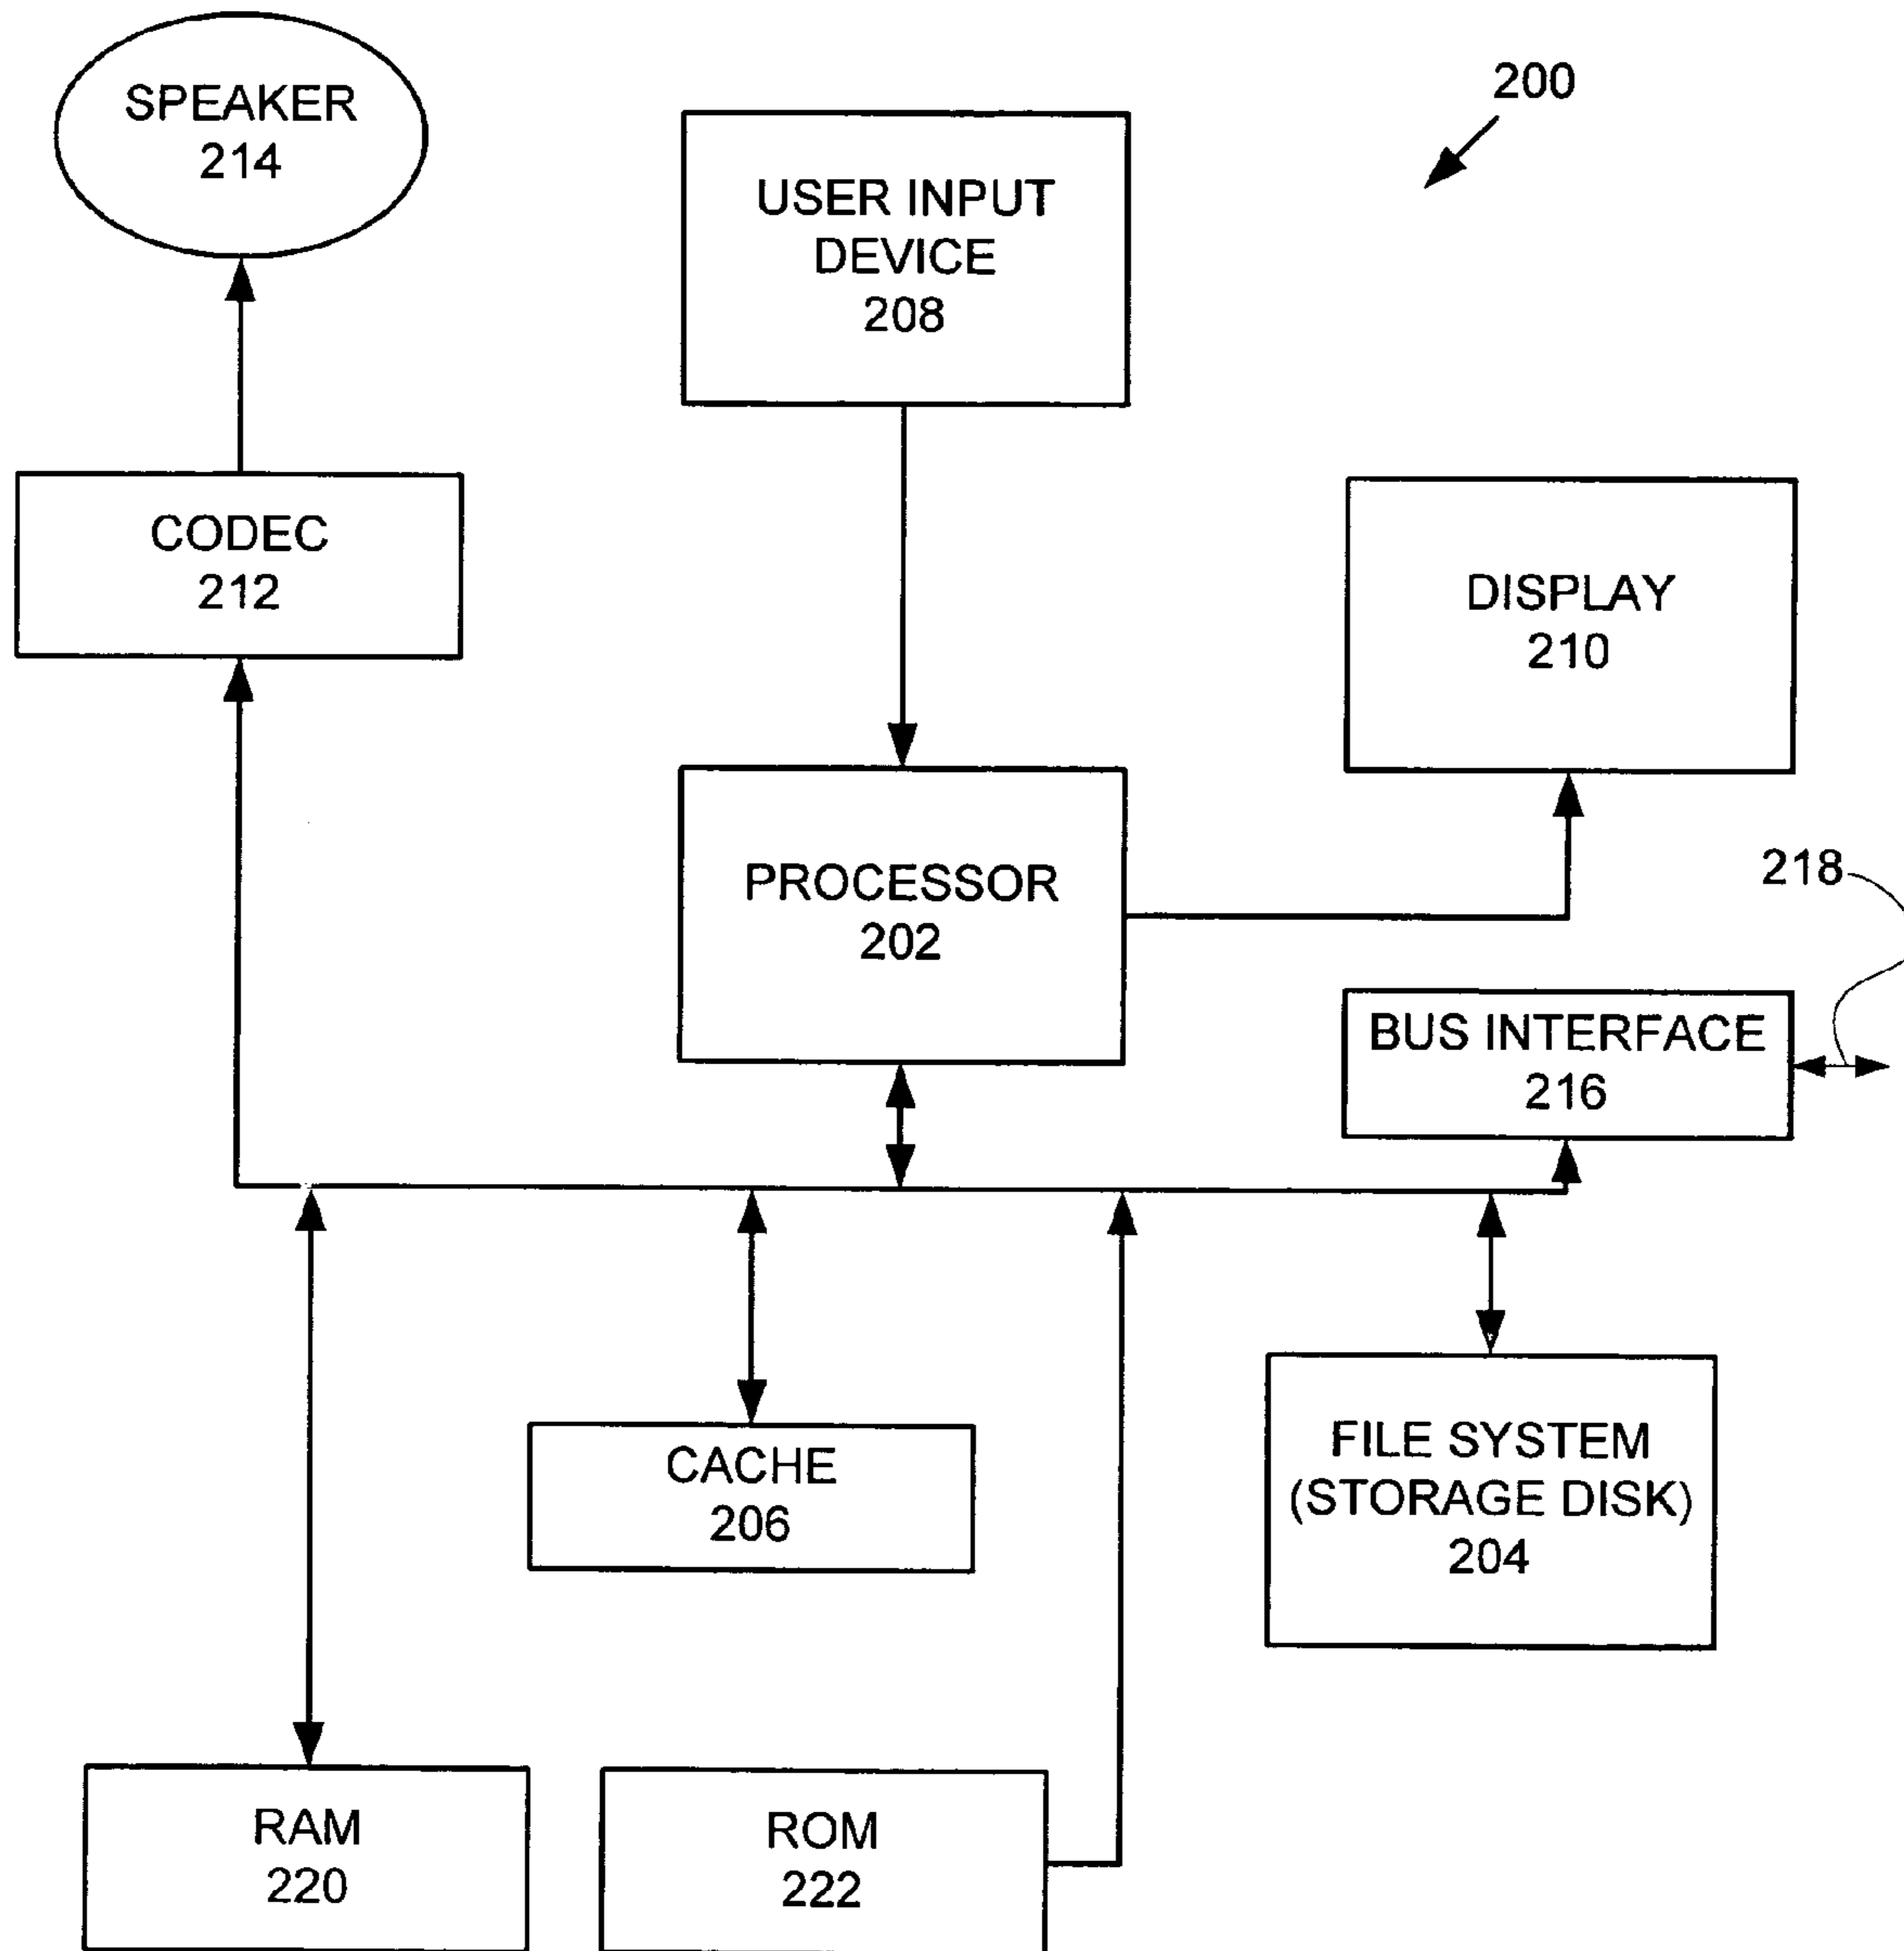 200
SPEAKER
214
USER INPUT
DEVICE
208
CODEC
212
DISPLAY
210
PROCESSOR
202
218
BUS INTERFACE
216
CACHE
206
FILE SYSTEM
(STORAGE DISK)
204
RAM
220
ROM
222